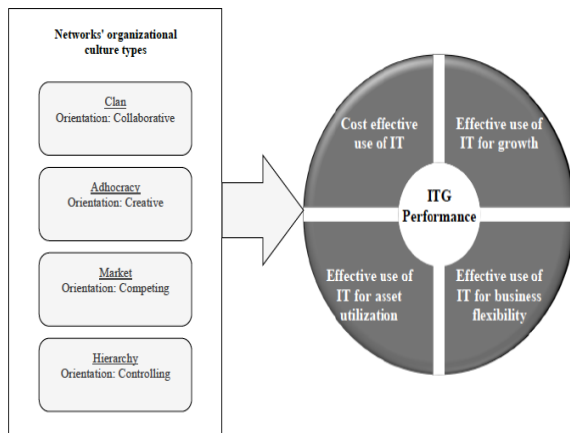 Networks' organizational
culture types
Clan
Orientation: Collaborative
Adhocracy
Orientation: Creative
Market
Orientation: Competing
Hierarchy
Orientation: Controlling
Cost effective
use of IT
Effective use of
IT for growth
ITG
Performance
Effective use of
IT for asset
utilization
Effective use of
IT for business
flexibility